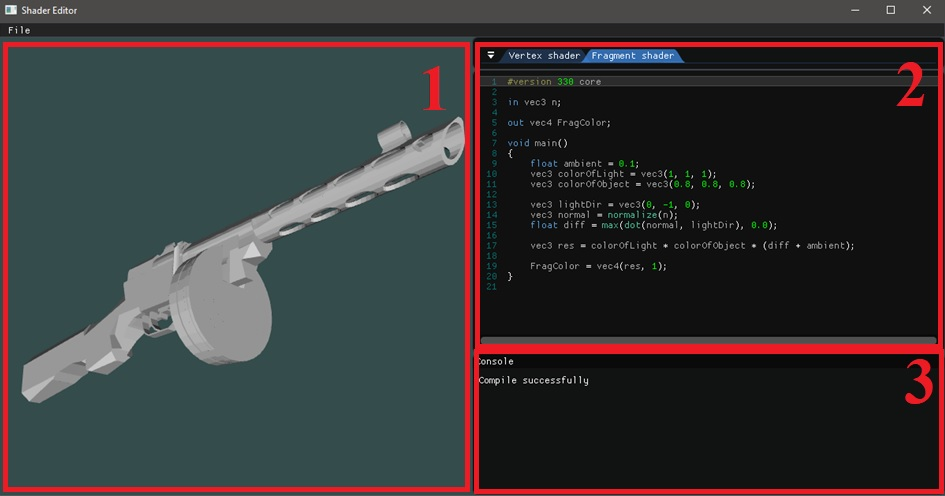 Shader Editor
File
1
2
3
Vertex shader Fragment shader
1 #version 330 core
2
3 in vec3 n;
4
5 out vec4 FragColor;
6
7 void main()
8 {
9     float ambient = 0.1;
10     vec3 colorOfLight = vec3(1, 1, 1);
11     vec3 colorOfObject = vec3(0.8, 0.8, 0.8);
12
13     vec3 lightDir = vec3(0, -1, 0);
14     vec3 normal = normalize(n);
15     float diff = max(dot(normal, lightDir), 0.0);
16
17     vec3 res = colorOfLight * colorOfObject * (diff + ambient);
18
19     FragColor = vec4(res, 1);
20 }
21
Console
Compile successfully